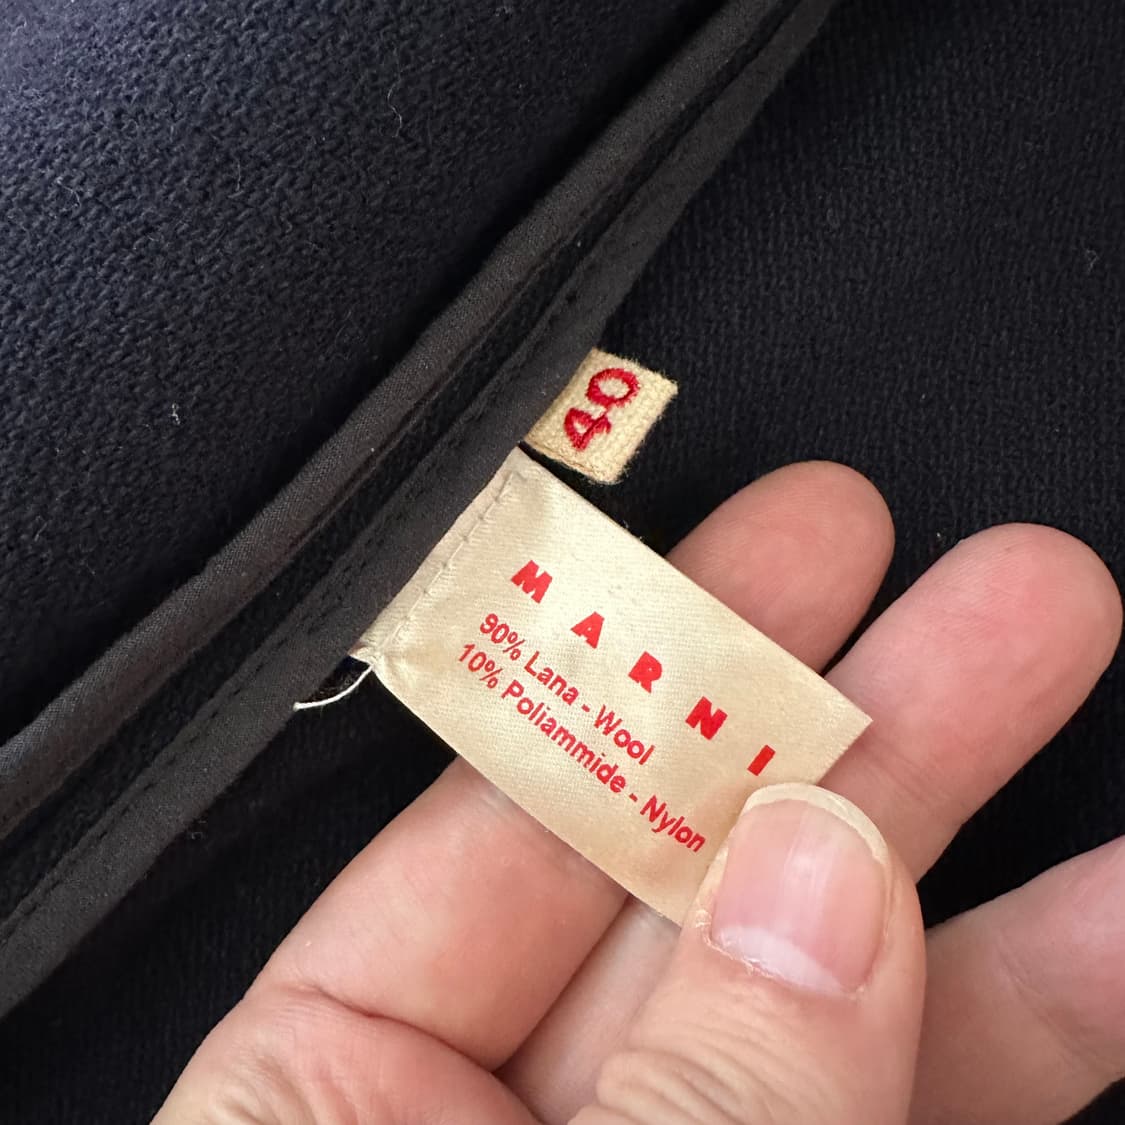 40
MARNI
90% Lana - Wool
10% Poliammide - Nylon